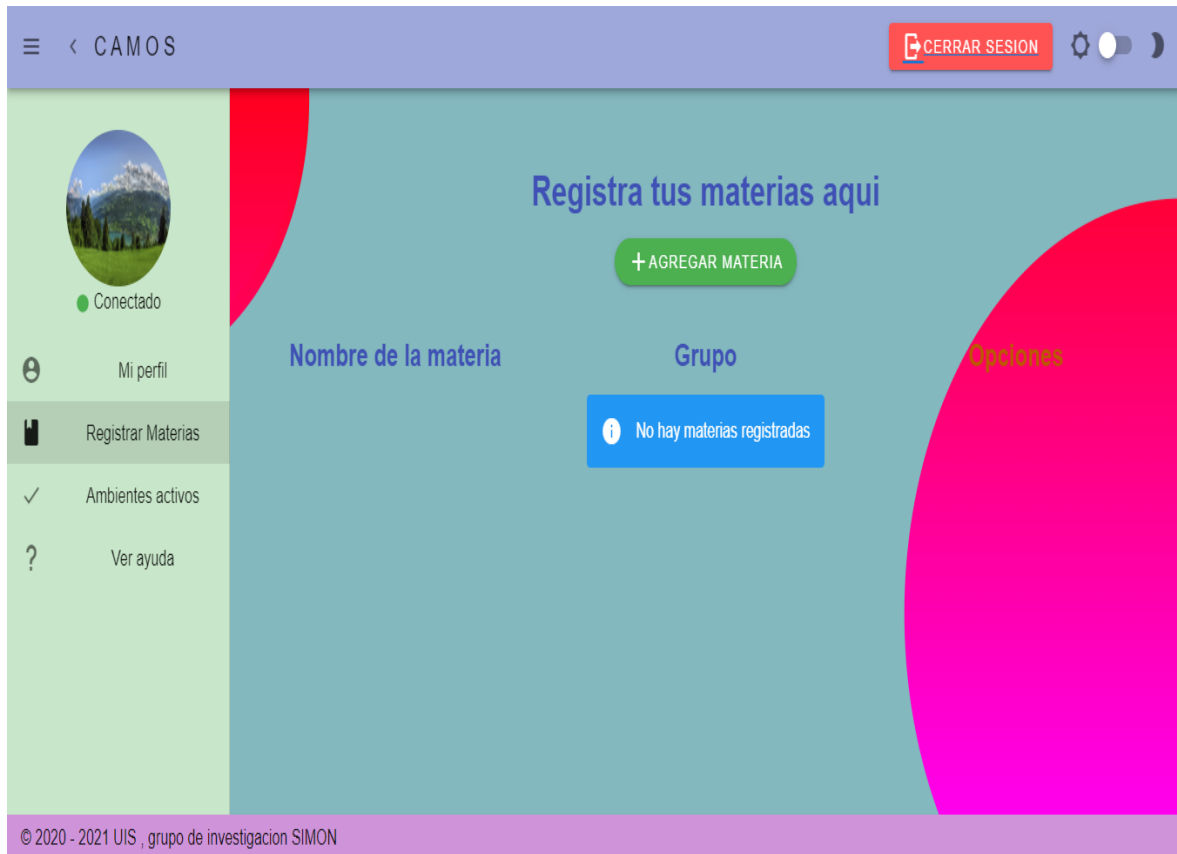 CAMOS
CERRAR SESION
Conectado
Mi perfil
Registrar Materias
Ambientes activos
Ver ayuda
Registra tus materias aqui
+ AGREGAR MATERIA
Nombre de la materia Grupo Opciones
No hay materias registradas
© 2020 - 2021 UIS , grupo de investigacion SIMON